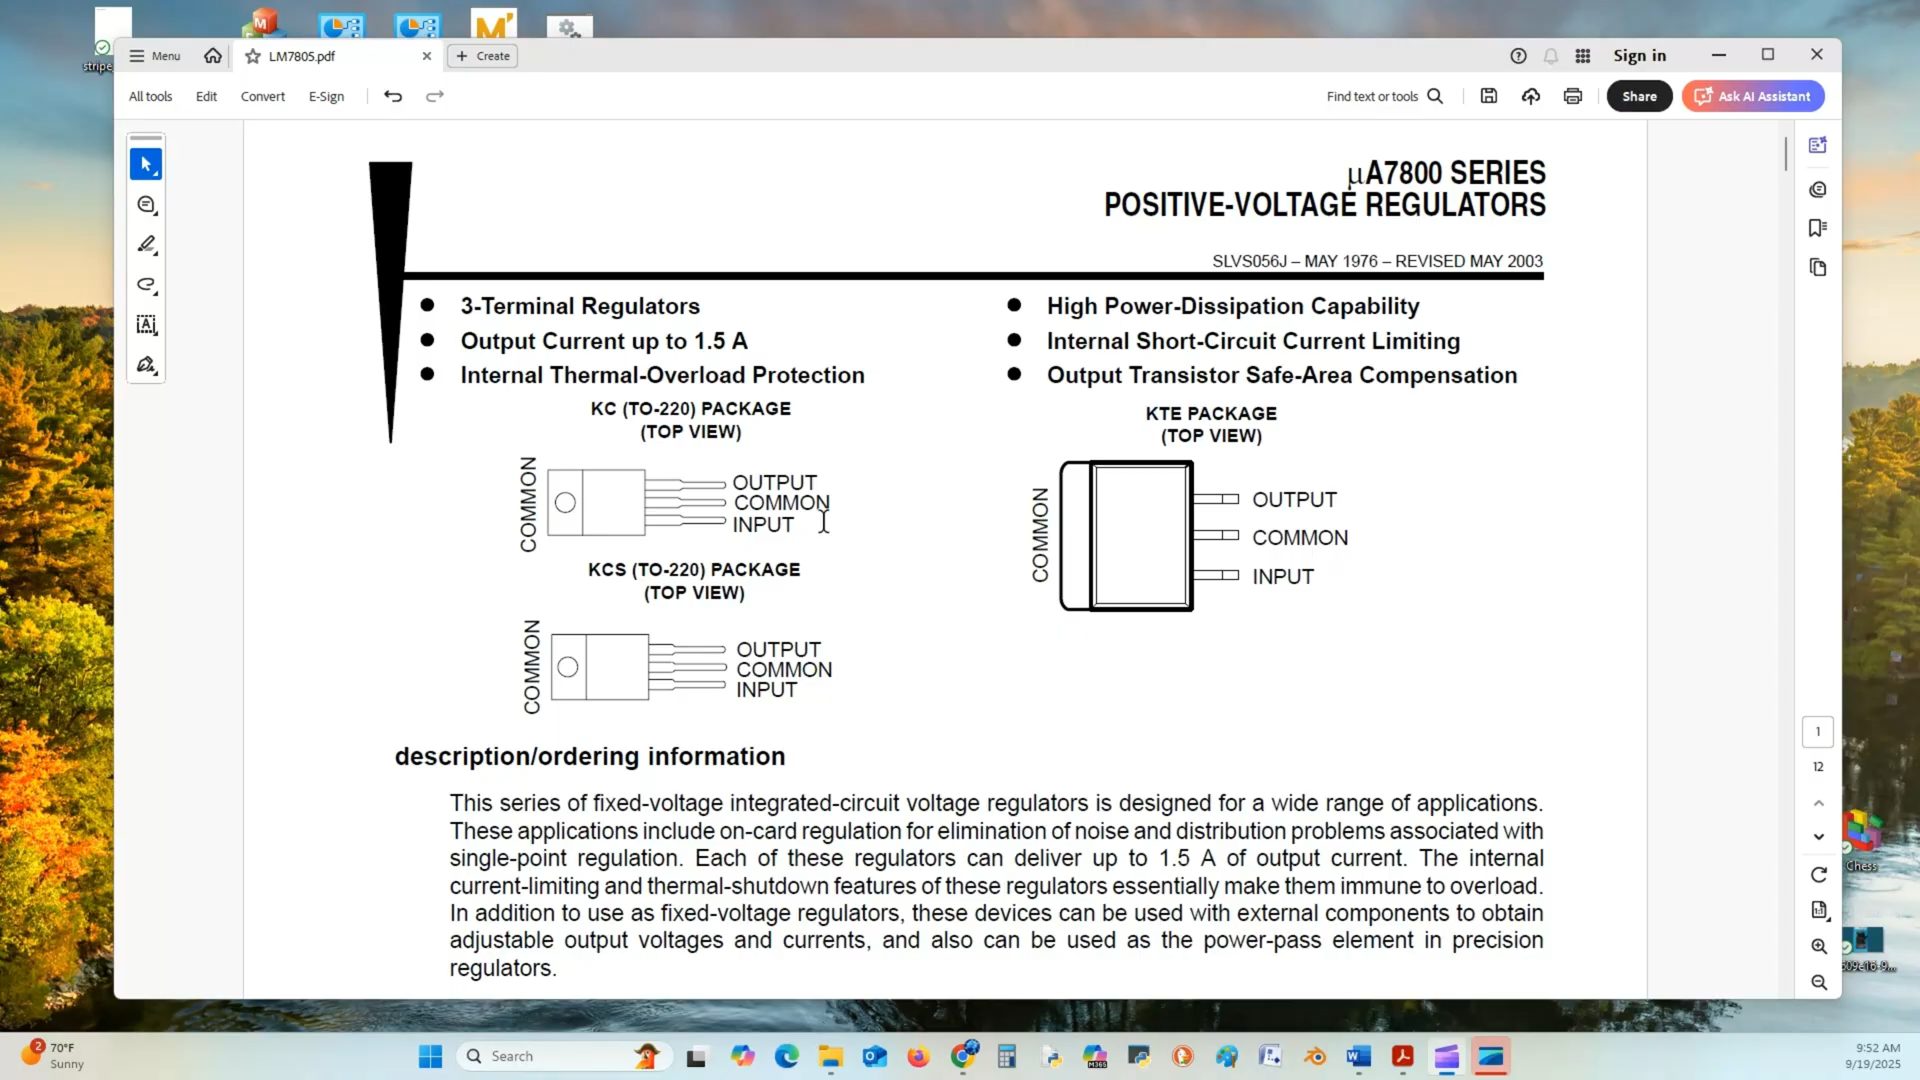 stripe
Menu
LM7805.pdf
Create
Sign in
All tools
Edit
Convert
E-Sign
Find text or tools
Share
Ask AI Assistant
µA7800 SERIES
POSITIVE-VOLTAGE REGULATORS
SLVS056J – MAY 1976 – REVISED MAY 2003
● 3-Terminal Regulators
● Output Current up to 1.5 A
● Internal Thermal-Overload Protection
● High Power-Dissipation Capability
● Internal Short-Circuit Current Limiting
● Output Transistor Safe-Area Compensation
KC (TO-220) PACKAGE
(TOP VIEW)
COMMON
OUTPUT
COMMON
INPUT
KCS (TO-220) PACKAGE
(TOP VIEW)
COMMON
OUTPUT
COMMON
INPUT
KTE PACKAGE
(TOP VIEW)
COMMON
OUTPUT
COMMON
INPUT
description/ordering information
This series of fixed-voltage integrated-circuit voltage regulators is designed for a wide range of applications.
These applications include on-card regulation for elimination of noise and distribution problems associated with
single-point regulation. Each of these regulators can deliver up to 1.5 A of output current. The internal
current-limiting and thermal-shutdown features of these regulators essentially make them immune to overload.
In addition to use as fixed-voltage regulators, these devices can be used with external components to obtain
adjustable output voltages and currents, and also can be used as the power-pass element in precision
regulators.
1
12
Chess
2
70°F
Sunny
Search
M365
9:52 AM
9/19/2025